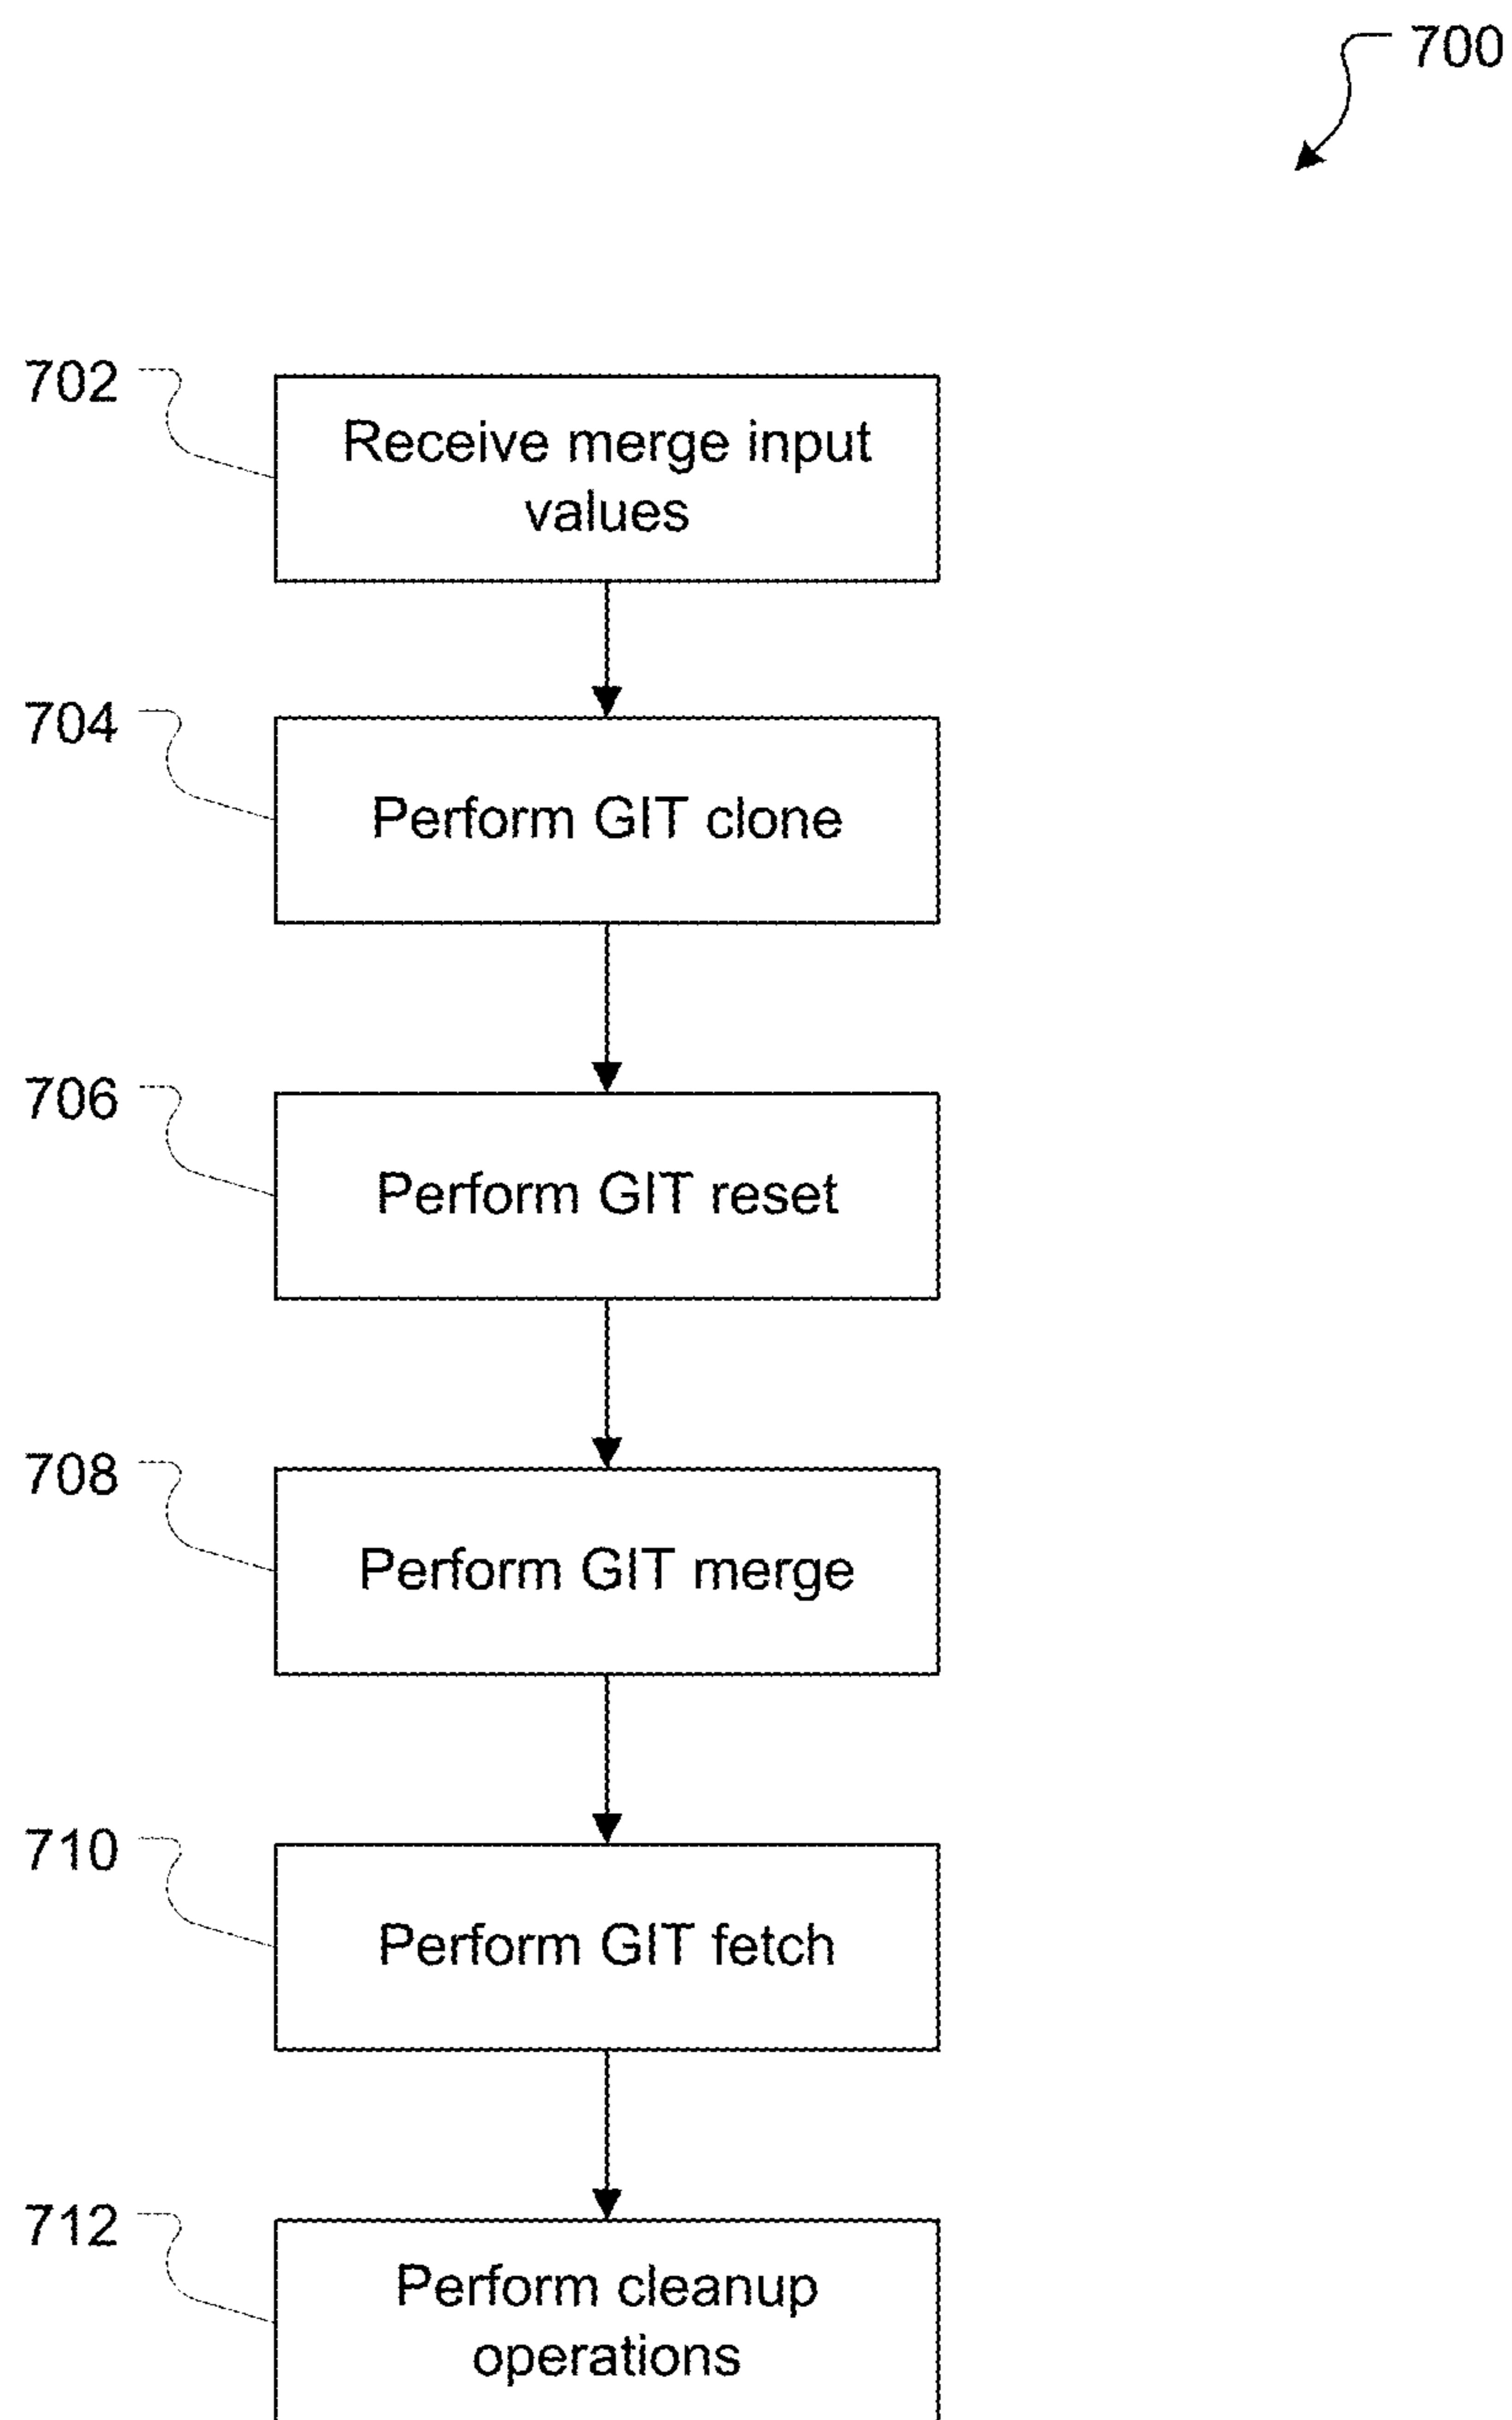 700
702
Receive merge input
values
704
Perform GIT clone
706
Perform GIT reset
708
Perform GIT merge
710
Perform GIT fetch
712
Perform cleanup
operations